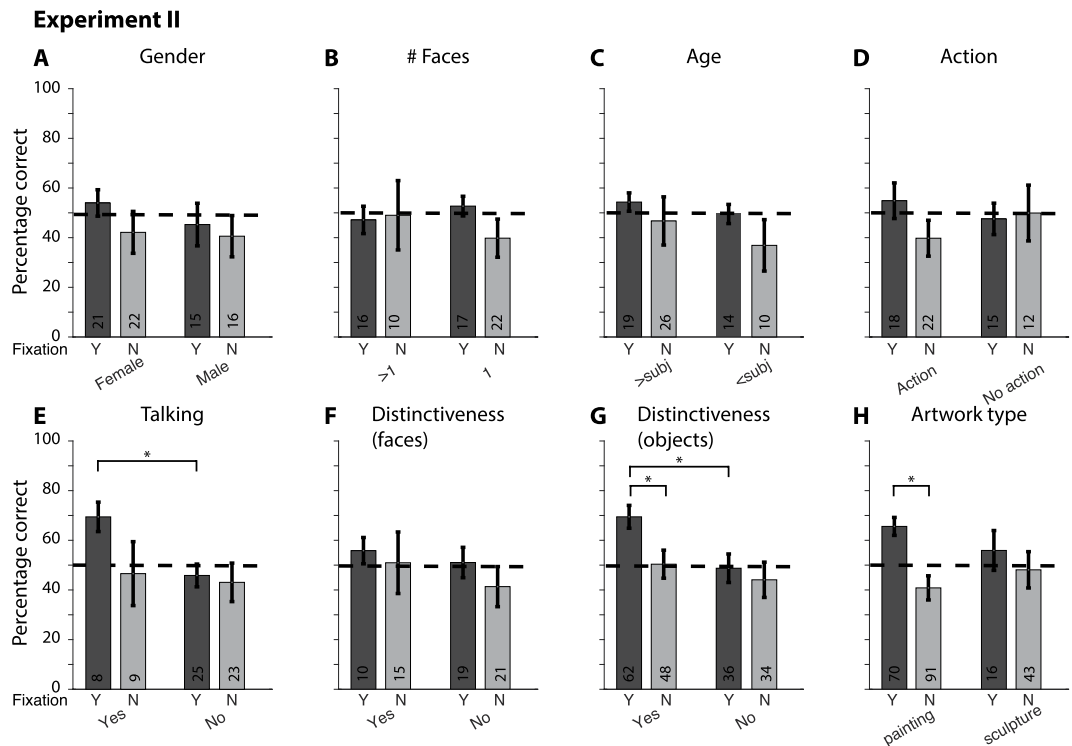 Experiment II
A Gender
B # Faces
C Age
D Action
Percentage correct
100
80
60
40
20
0
21 22 15 16
16 10 17 22
19 26 14 10
18 22 15 12
Fixation Y N Y N
Y N Y N
Y N Y N
Y N Y N
Female Male
>1 1
>subj <subj
Action No action
E Talking
F Distinctiveness
(faces)
G Distinctiveness
(objects)
H Artwork type
Percentage correct
100
80
60
40
20
0
*
* *
*
8 9 25 23
10 15 19 21
62 48 36 34
70 91 16 43
Fixation Y N Y N
Y N Y N
Y N Y N
Y N Y N
Yes No
Yes No
Yes No
painting sculpture